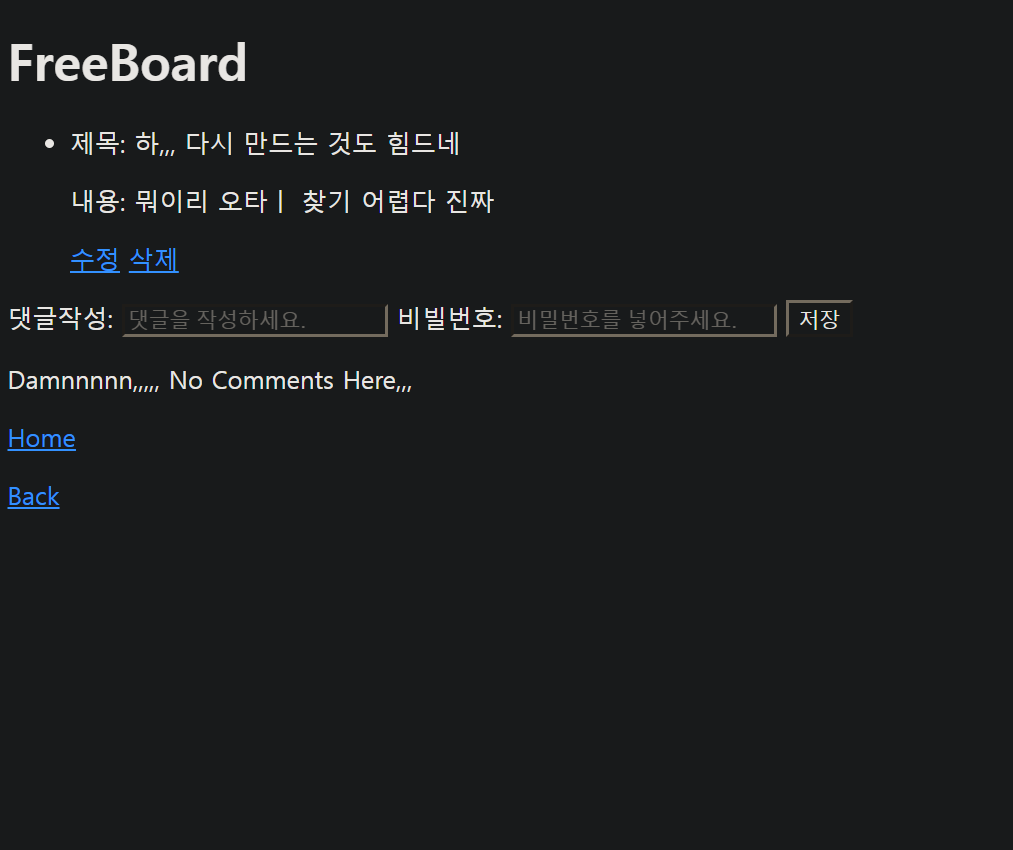 FreeBoard
제목: 하,,, 다시 만드는 것도 힘드네
내용: 뭐이리 오타ㅣ 찾기 어렵다 진짜
수정 삭제
댓글작성: 댓글을 작성하세요. 비빌번호: 비밀번호를 넣어주세요. 저장
Damnnnnn,,,,, No Comments Here,,,
Home
Back